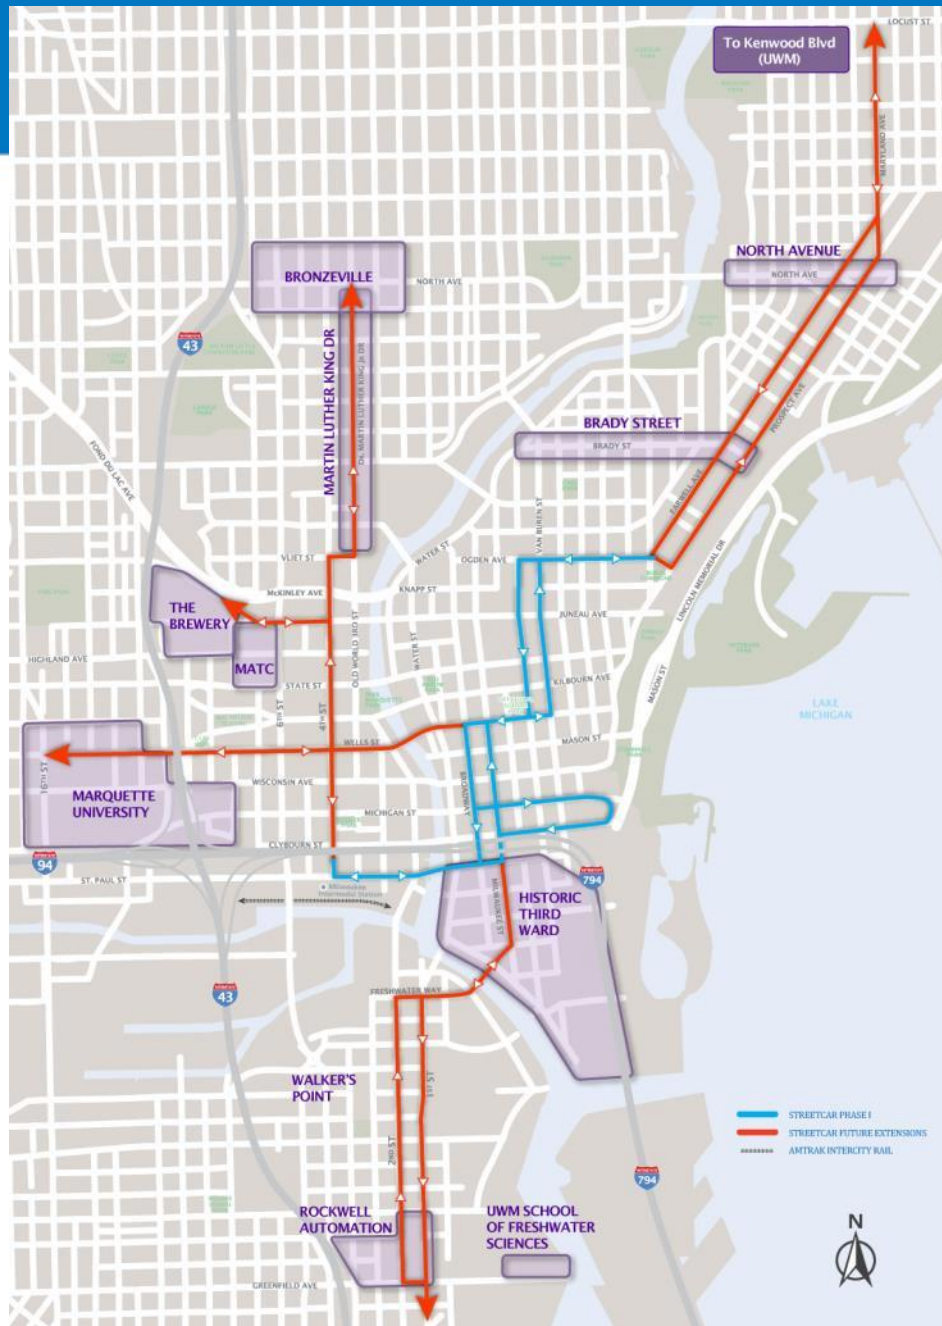 LOCUST ST
To Kenwood Blvd
(UWM)
MARYLAND AVE
NORTH AVENUE
NORTH AVE
BRONZEVILLE
NORTH AVE
43
MARTIN LUTHER KING DR
DR. MARTIN LUTHER KING JR DR
PROSPECT AVE
BRADY STREET
BRADY ST
FOND DU LAC AVE
FARWELL AVE
VAN BUREN ST
WATER ST
VLIET ST
OGDEN AVE
LINCOLN MEMORIAL DR
McKINLEY AVE
KNAPP ST
THE
BREWERY
JUNEAU AVE
OLD WORLD 3RD ST
WATER ST
HIGHLAND AVE
MATC
KILBOURN AVE
MASON ST
STATE ST
6TH ST
4TH ST
LAKE
MICHIGAN
WELLS ST
MASON ST
16TH ST
WISCONSIN AVE
BROADWAY
MARQUETTE
UNIVERSITY
MICHIGAN ST
CLYBOURN ST
94
ST. PAUL ST
794
Milwaukee
Intermodal Station
MILWAUKEE ST
HISTORIC
THIRD
WARD
43
FRESHWATER WAY
WALKER'S
POINT
1ST ST
2ND ST
STREETCAR PHASE I
STREETCAR FUTURE EXTENSIONS
AMTRAK INTERCITY RAIL
794
ROCKWELL
AUTOMATION
UWM SCHOOL
OF FRESHWATER
SCIENCES
N
GREENFIELD AVE